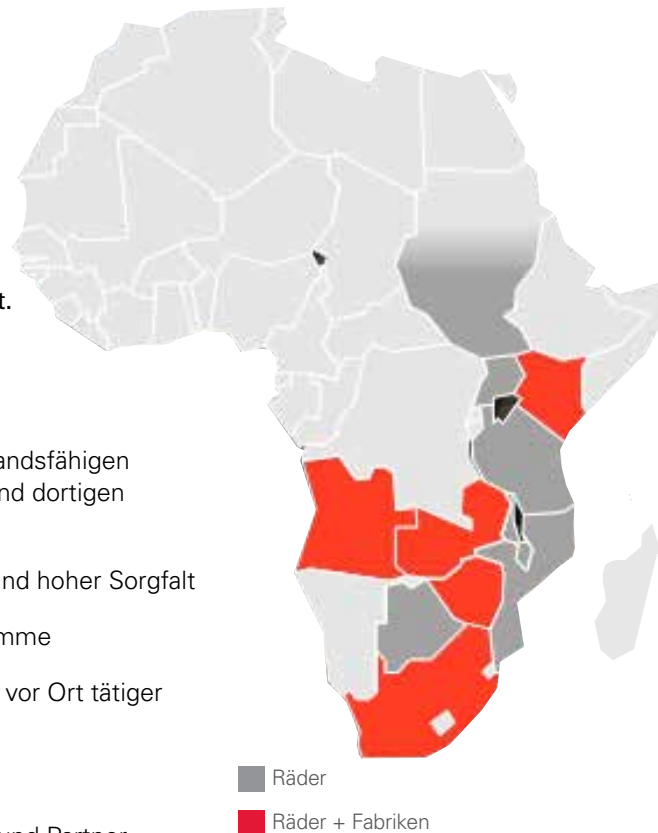 t.
andsfähigen
nd dortigen
nd hoher Sorgfalt
mme
vor Ort tätiger
Räder
Räder + Fabriken
und Partner